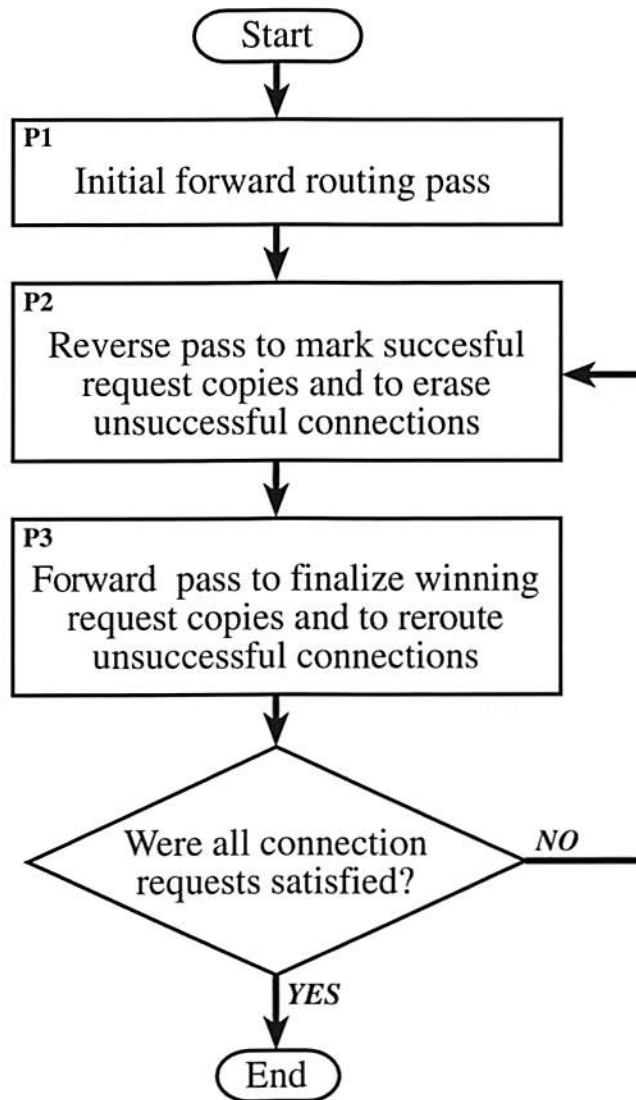 Start
P1
Initial forward routing pass
P2
Reverse pass to mark succesful
request copies and to erase
unsuccessful connections
P3
Forward pass to finalize winning
request copies and to reroute
unsuccessful connections
Were all connection
requests satisfied?
NO
YES
End